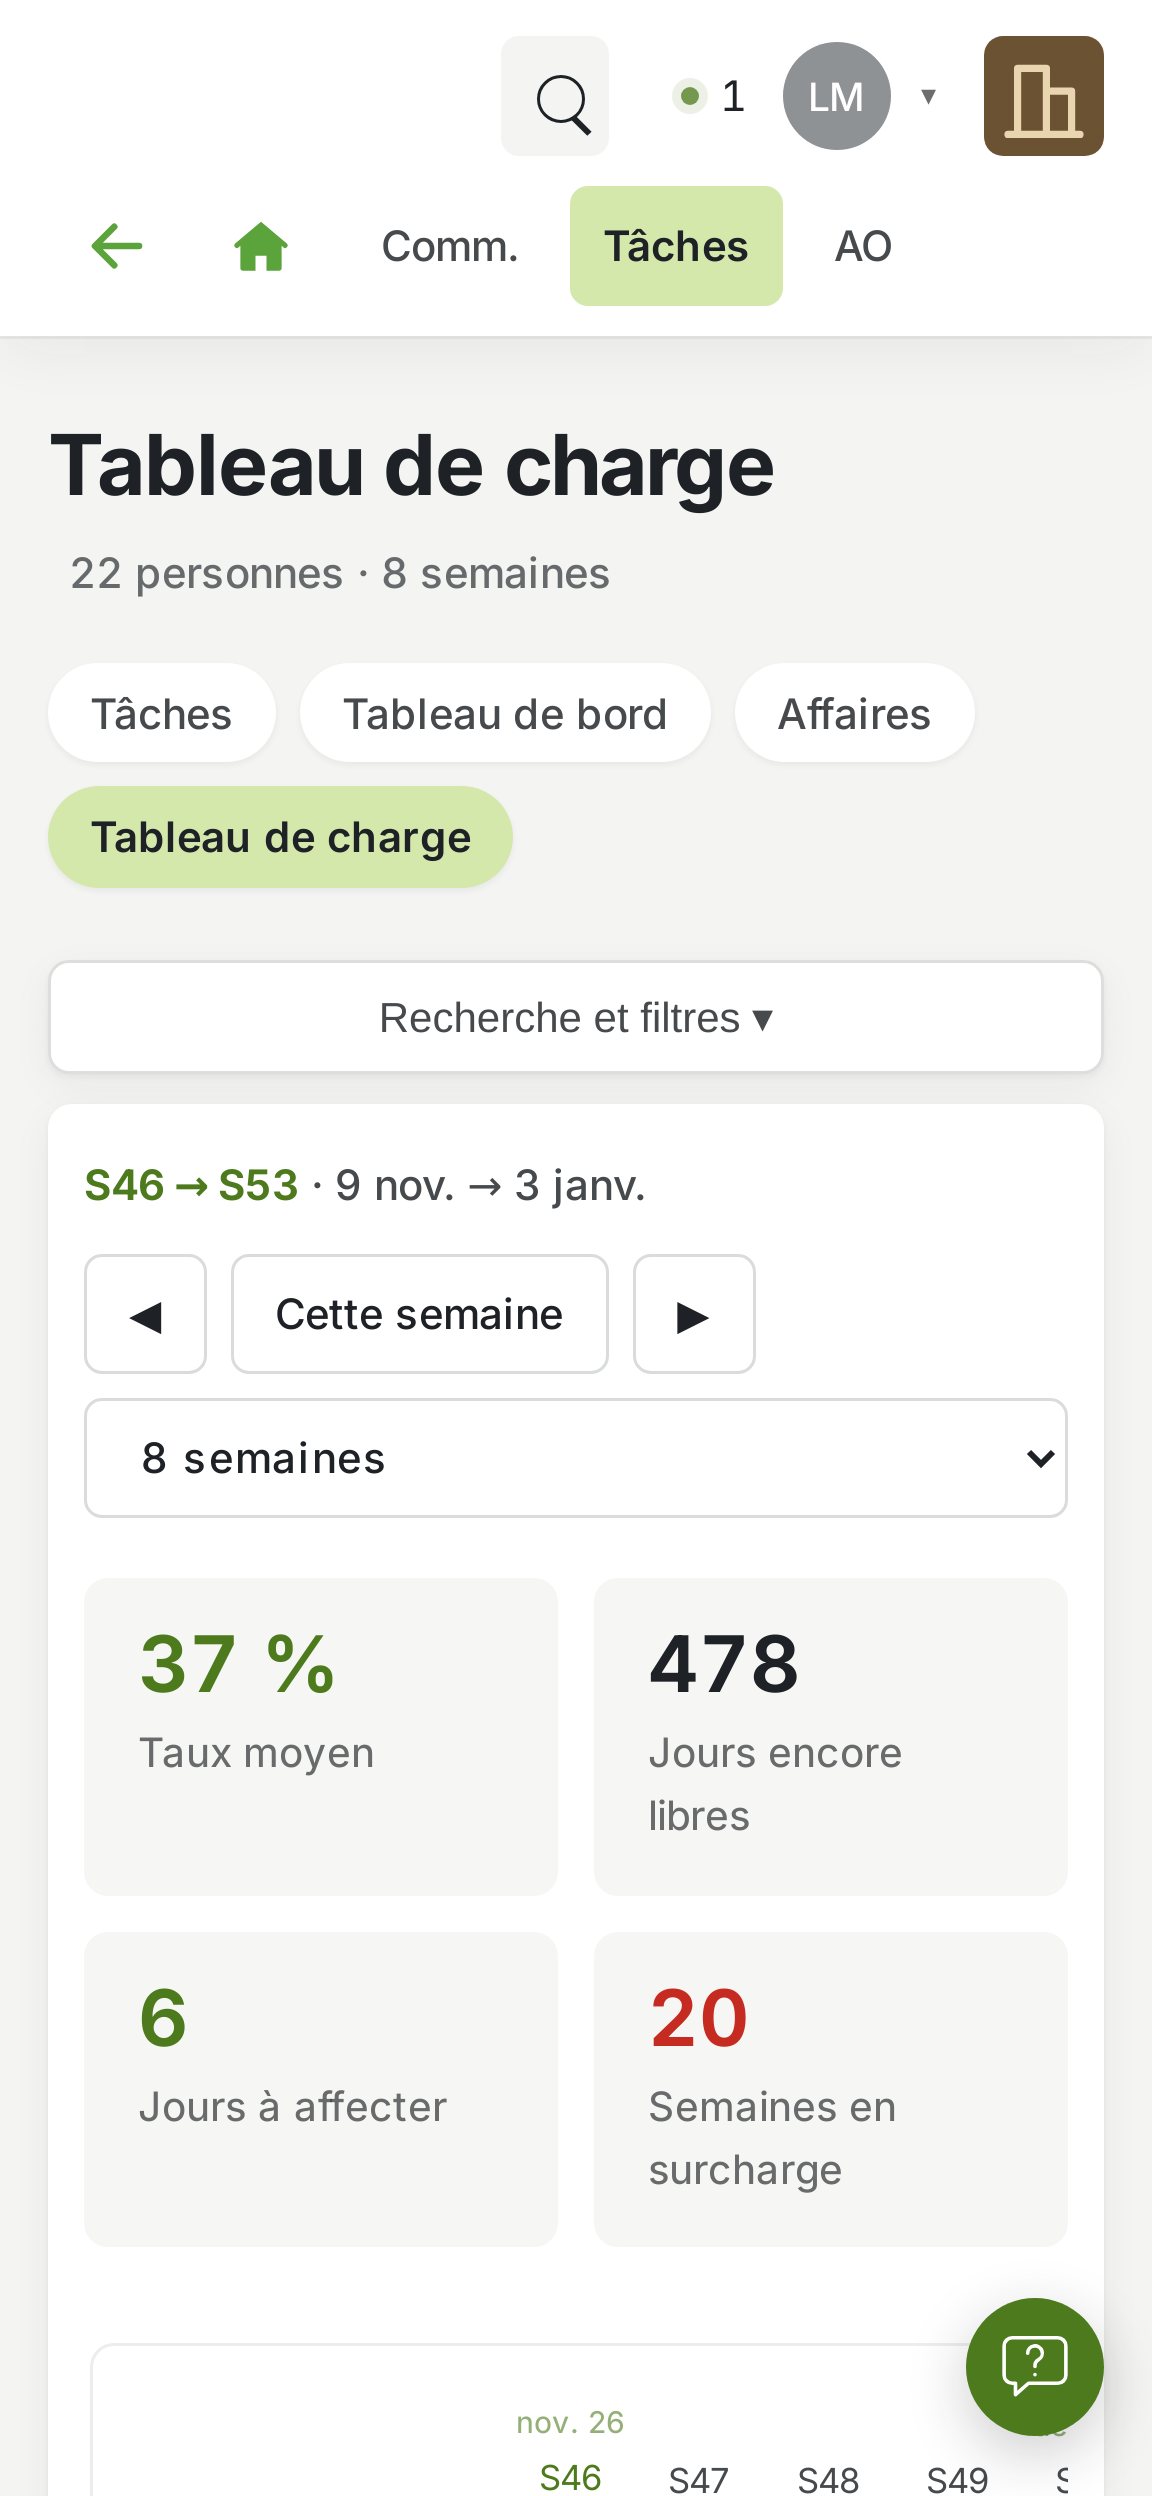 1 LM ▾
Comm. Tâches AO
Tableau de charge
22 personnes · 8 semaines
Tâches Tableau de bord Affaires
Tableau de charge
Recherche et filtres ▾
S46 → S53 · 9 nov. → 3 janv.
◀ Cette semaine ▶
8 semaines
37 %
Taux moyen
478
Jours encore
libres
6
Jours à affecter
20
Semaines en
surcharge
nov. 26
S46 S47 S48 S49